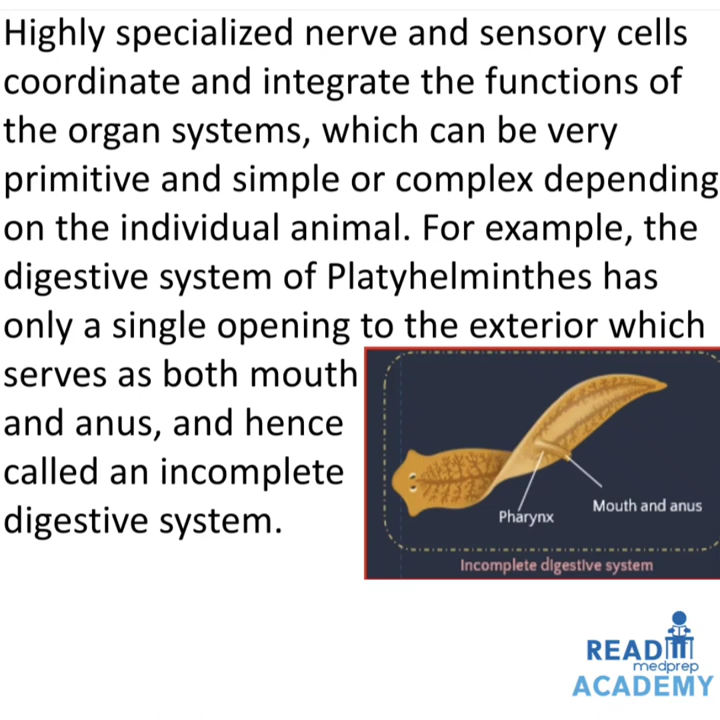 Highly specialized nerve and sensory cells
coordinate and integrate the functions of
the organ systems, which can be very
primitive and simple or complex depending
on the individual animal. For example, the
digestive system of Platyhelminthes has
only a single opening to the exterior which
serves as both mouth
and anus, and hence
called an incomplete
digestive system.
Pharynx
Mouth and anus
Incomplete digestive system
READ
medprep
ACADEMY